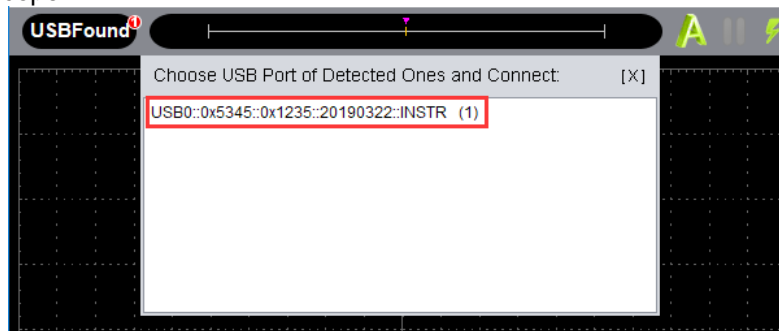 USBFound 1
Choose USB Port of Detected Ones and Connect: [X]
USB0::0x5345::0x1235::20190322::INSTR (1)